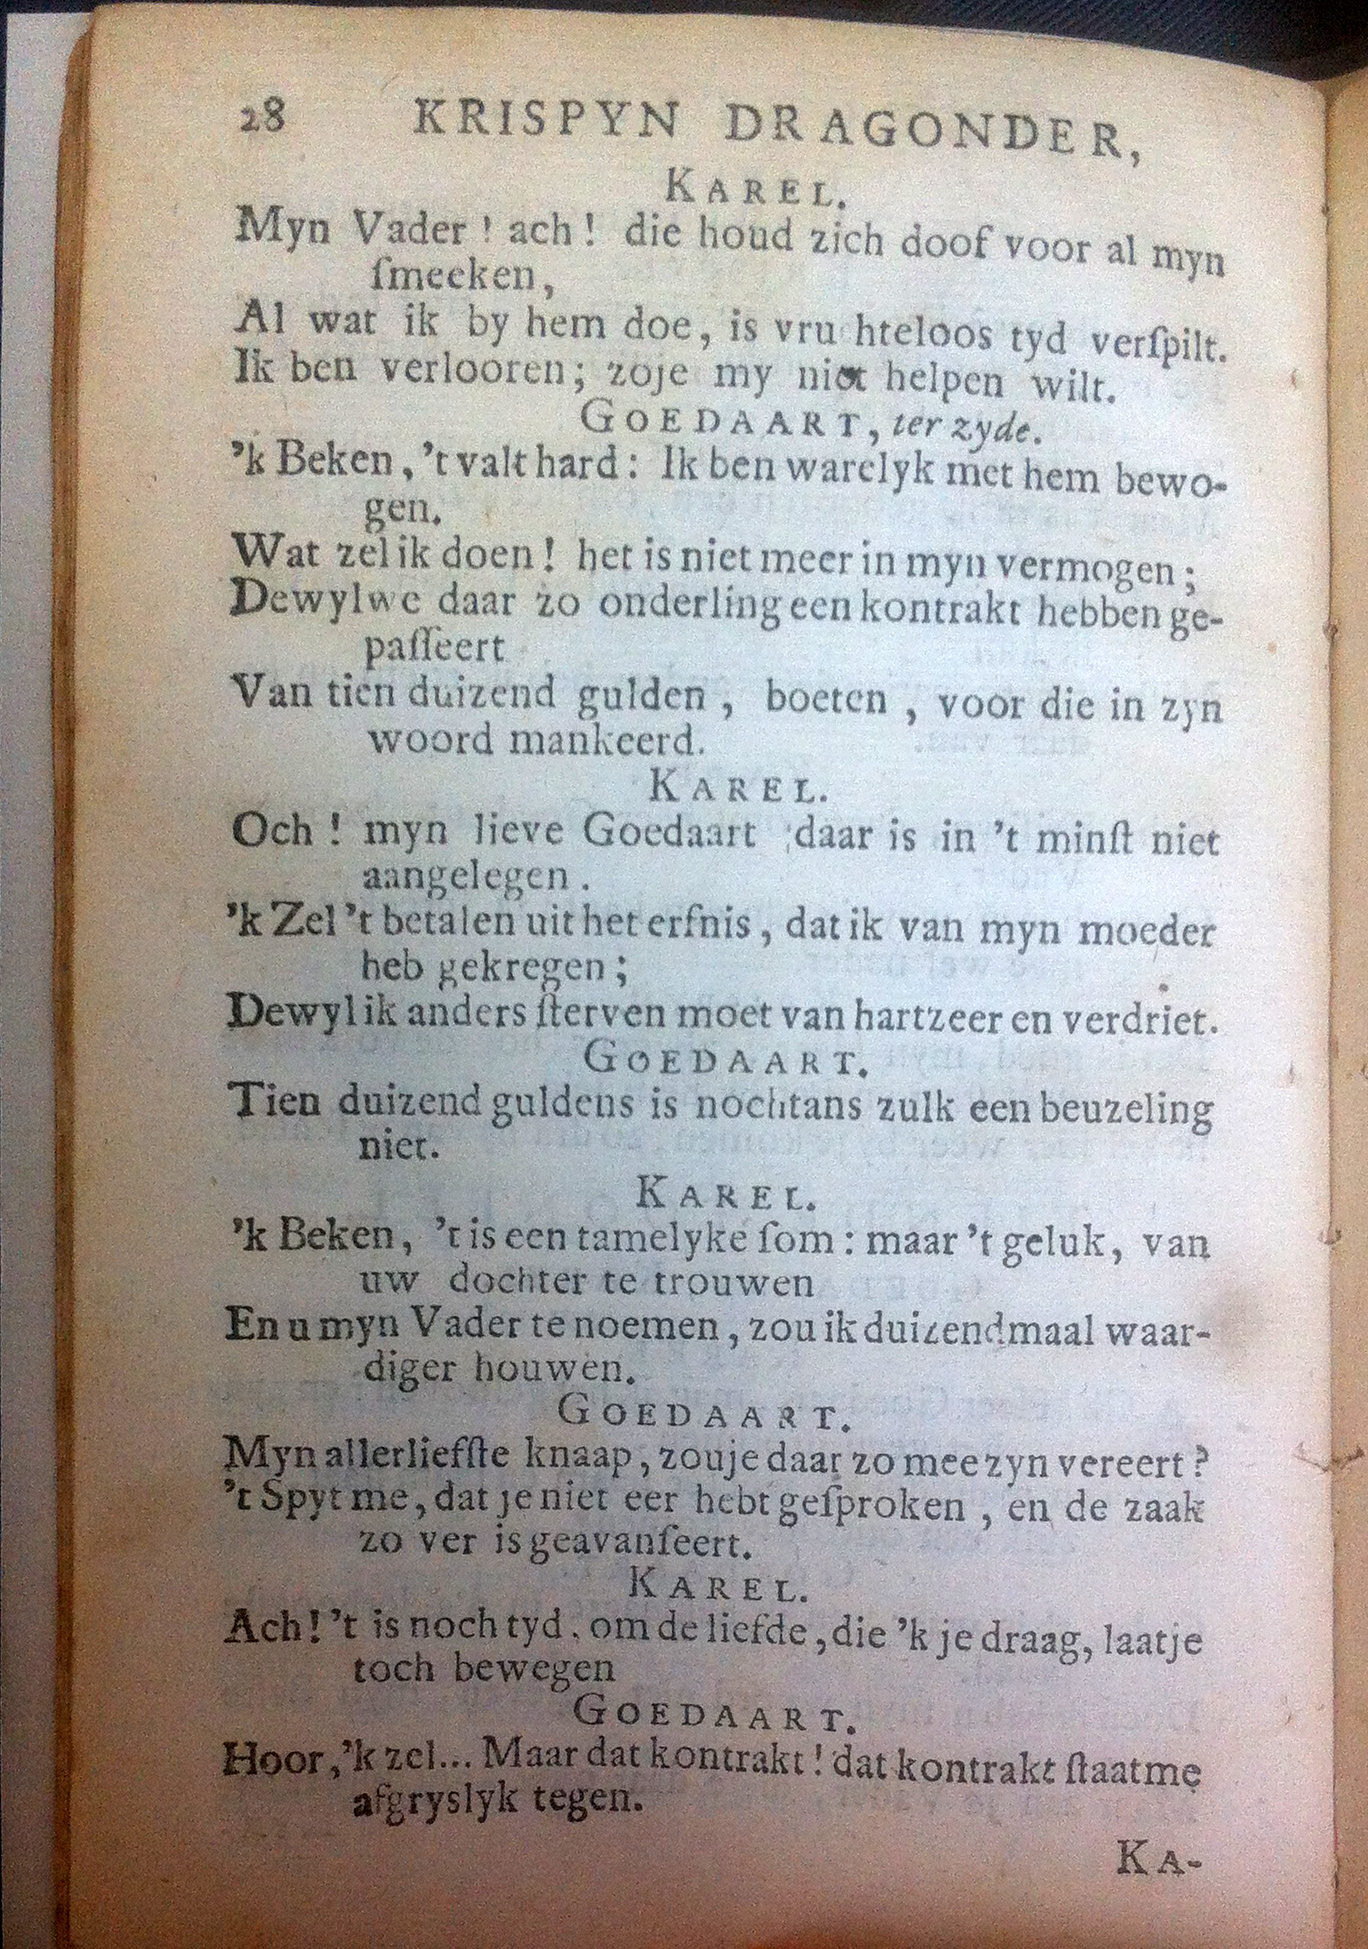 28 KRISPYN DRAGONDER,
KAREL.
Myn Vader! ach! die houd zich doof voor al myn
ſmeeken,
Al wat ik by hem doe, is vru hteloos tyd verſpilt.
Ik ben verlooren; zoje my niet helpen wilt.
GOEDAART, ter zyde.
'k Beken, 't valt hard: Ik ben warelyk met hem bewo-
gen.
Wat zel ik doen! het is niet meer in myn vermogen;
Dewylwe daar zo onderling een kontrakt hebben ge-
paſſeert
Van tien duizend gulden, boeten, voor die in zyn
woord mankeerd.
KAREL.
Och! myn lieve Goedaart daar is in 't minſt niet
aangelegen.
'k Zel 't betalen uit het erfnis, dat ik van myn moeder
heb gekregen;
Dewyl ik anders ſterven moet van hartzeer en verdriet.
GOEDAART.
Tien duizend guldens is nochtans zulk een beuzeling
niet.
KAREL.
'k Beken, 't is een tamelyke ſom: maar 't geluk, van
uw dochter te trouwen
En u myn Vader te noemen, zou ik duizendmaal waar-
diger houwen.
GOEDAART.
Myn allerliefſte knaap, zouje daar zo mee zyn vereert?
't Spyt me, dat je niet eer hebt geſproken, en de zaak
zo ver is geavanſeert.
KAREL.
Ach! 't is noch tyd. om de liefde, die 'k je draag, laatje
toch bewegen
GOEDAART.
Hoor, 'k zel... Maar dat kontrakt! dat kontrakt ſtaatme
afgryslyk tegen.
KA-